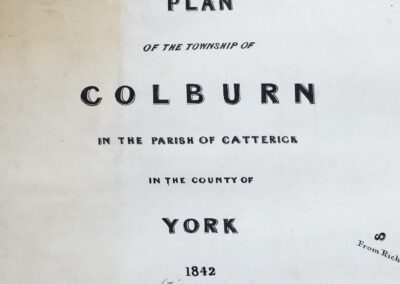 PLAN
OF THE TOWNSHIP OF
COLBURN
IN THE PARISH OF CATTERICK
IN THE COUNTY OF
YORK
1842
From Rich